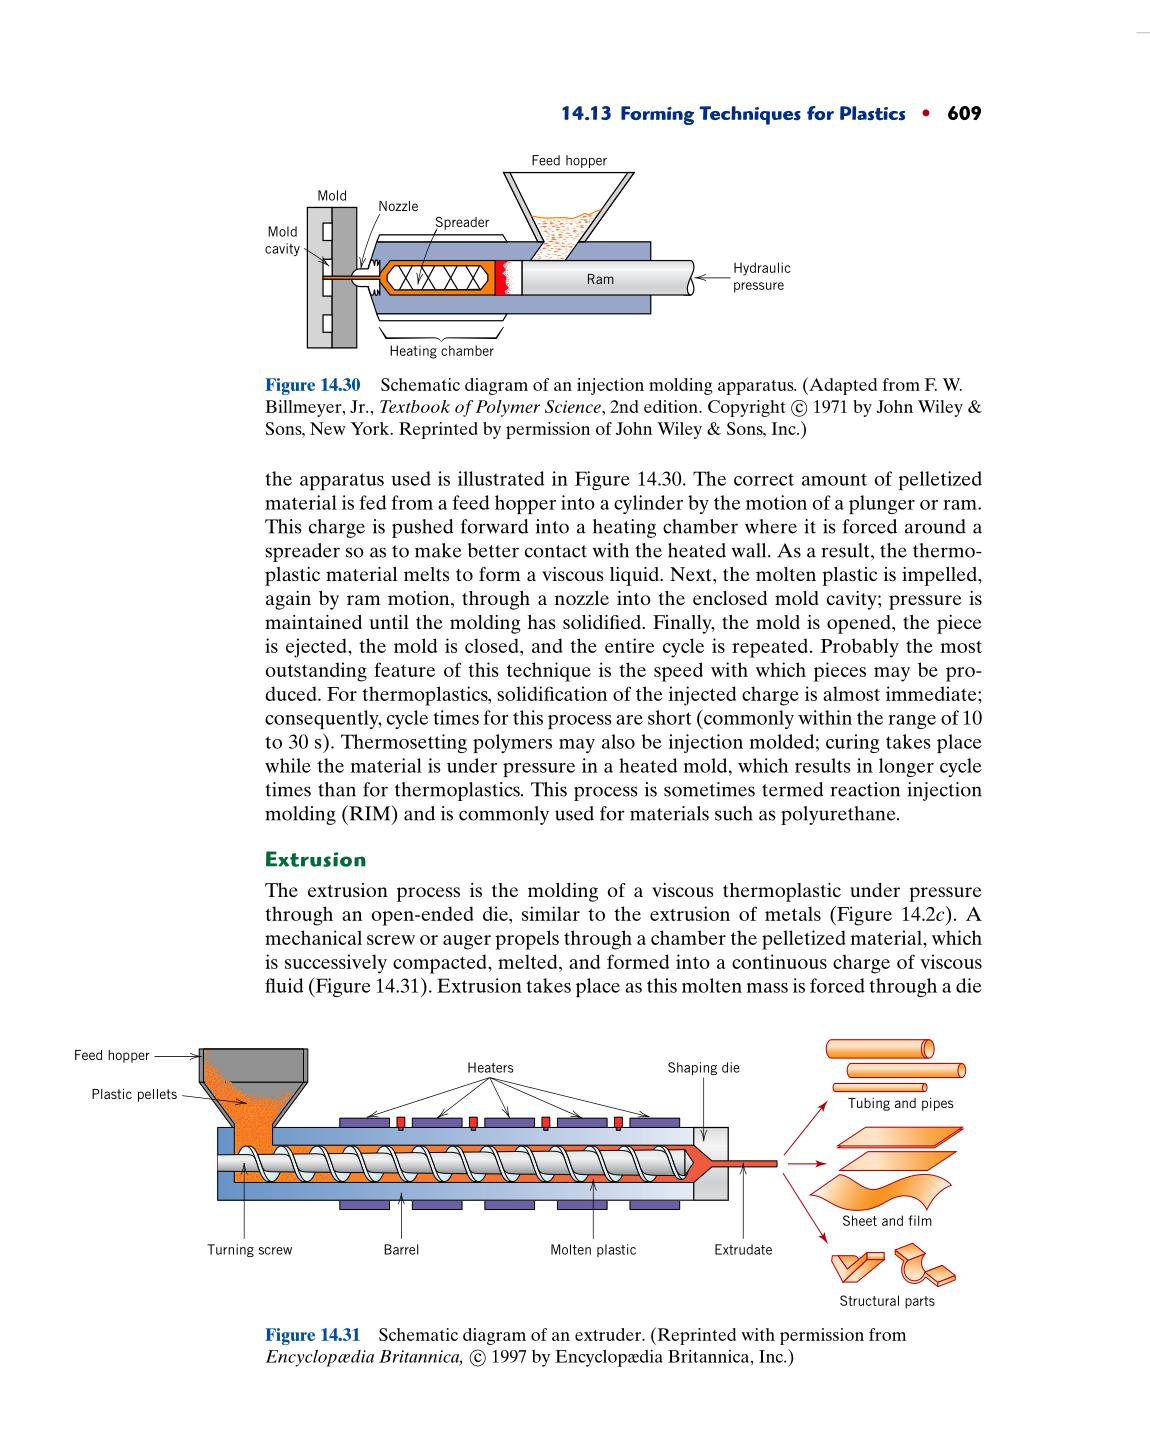 14.13 Forming Techniques for Plastics • 609
Feed hopper
Mold
Nozzle
Spreader
Mold
cavity
Ram
Hydraulic
pressure
Heating chamber
Figure 14.30 Schematic diagram of an injection molding apparatus. (Adapted from F. W.
Billmeyer, Jr., Textbook of Polymer Science, 2nd edition. Copyright © 1971 by John Wiley &
Sons, New York. Reprinted by permission of John Wiley & Sons, Inc.)
the apparatus used is illustrated in Figure 14.30. The correct amount of pelletized
material is fed from a feed hopper into a cylinder by the motion of a plunger or ram.
This charge is pushed forward into a heating chamber where it is forced around a
spreader so as to make better contact with the heated wall. As a result, the thermo-
plastic material melts to form a viscous liquid. Next, the molten plastic is impelled,
again by ram motion, through a nozzle into the enclosed mold cavity; pressure is
maintained until the molding has solidified. Finally, the mold is opened, the piece
is ejected, the mold is closed, and the entire cycle is repeated. Probably the most
outstanding feature of this technique is the speed with which pieces may be pro-
duced. For thermoplastics, solidification of the injected charge is almost immediate;
consequently, cycle times for this process are short (commonly within the range of 10
to 30 s). Thermosetting polymers may also be injection molded; curing takes place
while the material is under pressure in a heated mold, which results in longer cycle
times than for thermoplastics. This process is sometimes termed reaction injection
molding (RIM) and is commonly used for materials such as polyurethane.
Extrusion
The extrusion process is the molding of a viscous thermoplastic under pressure
through an open-ended die, similar to the extrusion of metals (Figure 14.2c). A
mechanical screw or auger propels through a chamber the pelletized material, which
is successively compacted, melted, and formed into a continuous charge of viscous
fluid (Figure 14.31). Extrusion takes place as this molten mass is forced through a die
Feed hopper
Plastic pellets
Heaters
Shaping die
Tubing and pipes
Sheet and film
Turning screw
Barrel
Molten plastic
Extrudate
Structural parts
Figure 14.31 Schematic diagram of an extruder. (Reprinted with permission from
Encyclopædia Britannica, © 1997 by Encyclopædia Britannica, Inc.)